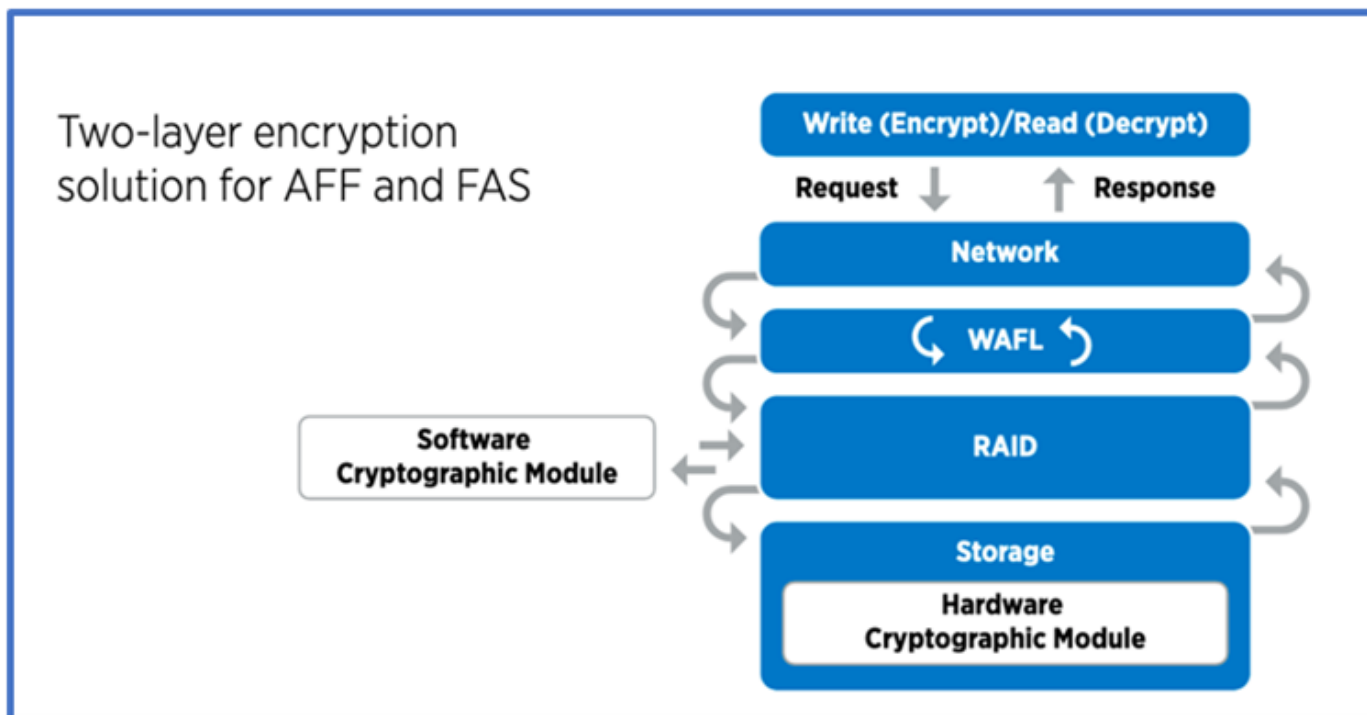 Two-layer encryption
solution for AFF and FAS
Write (Encrypt)/Read (Decrypt)
Request
Response
Network
WAFL
RAID
Software
Cryptographic Module
Storage
Hardware
Cryptographic Module